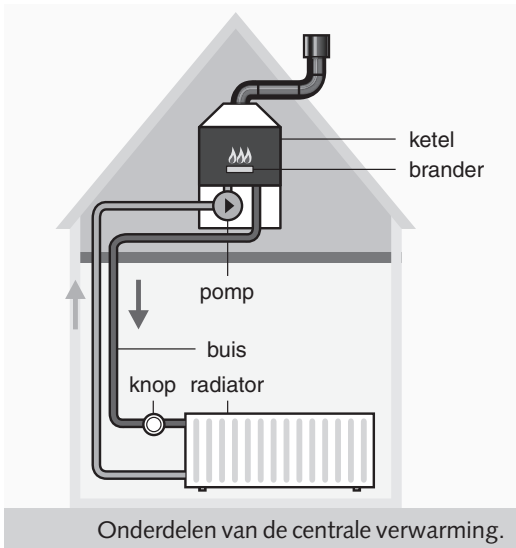 ketel
brander
pomp
buis
knop radiator
Onderdelen van de centrale verwarming.